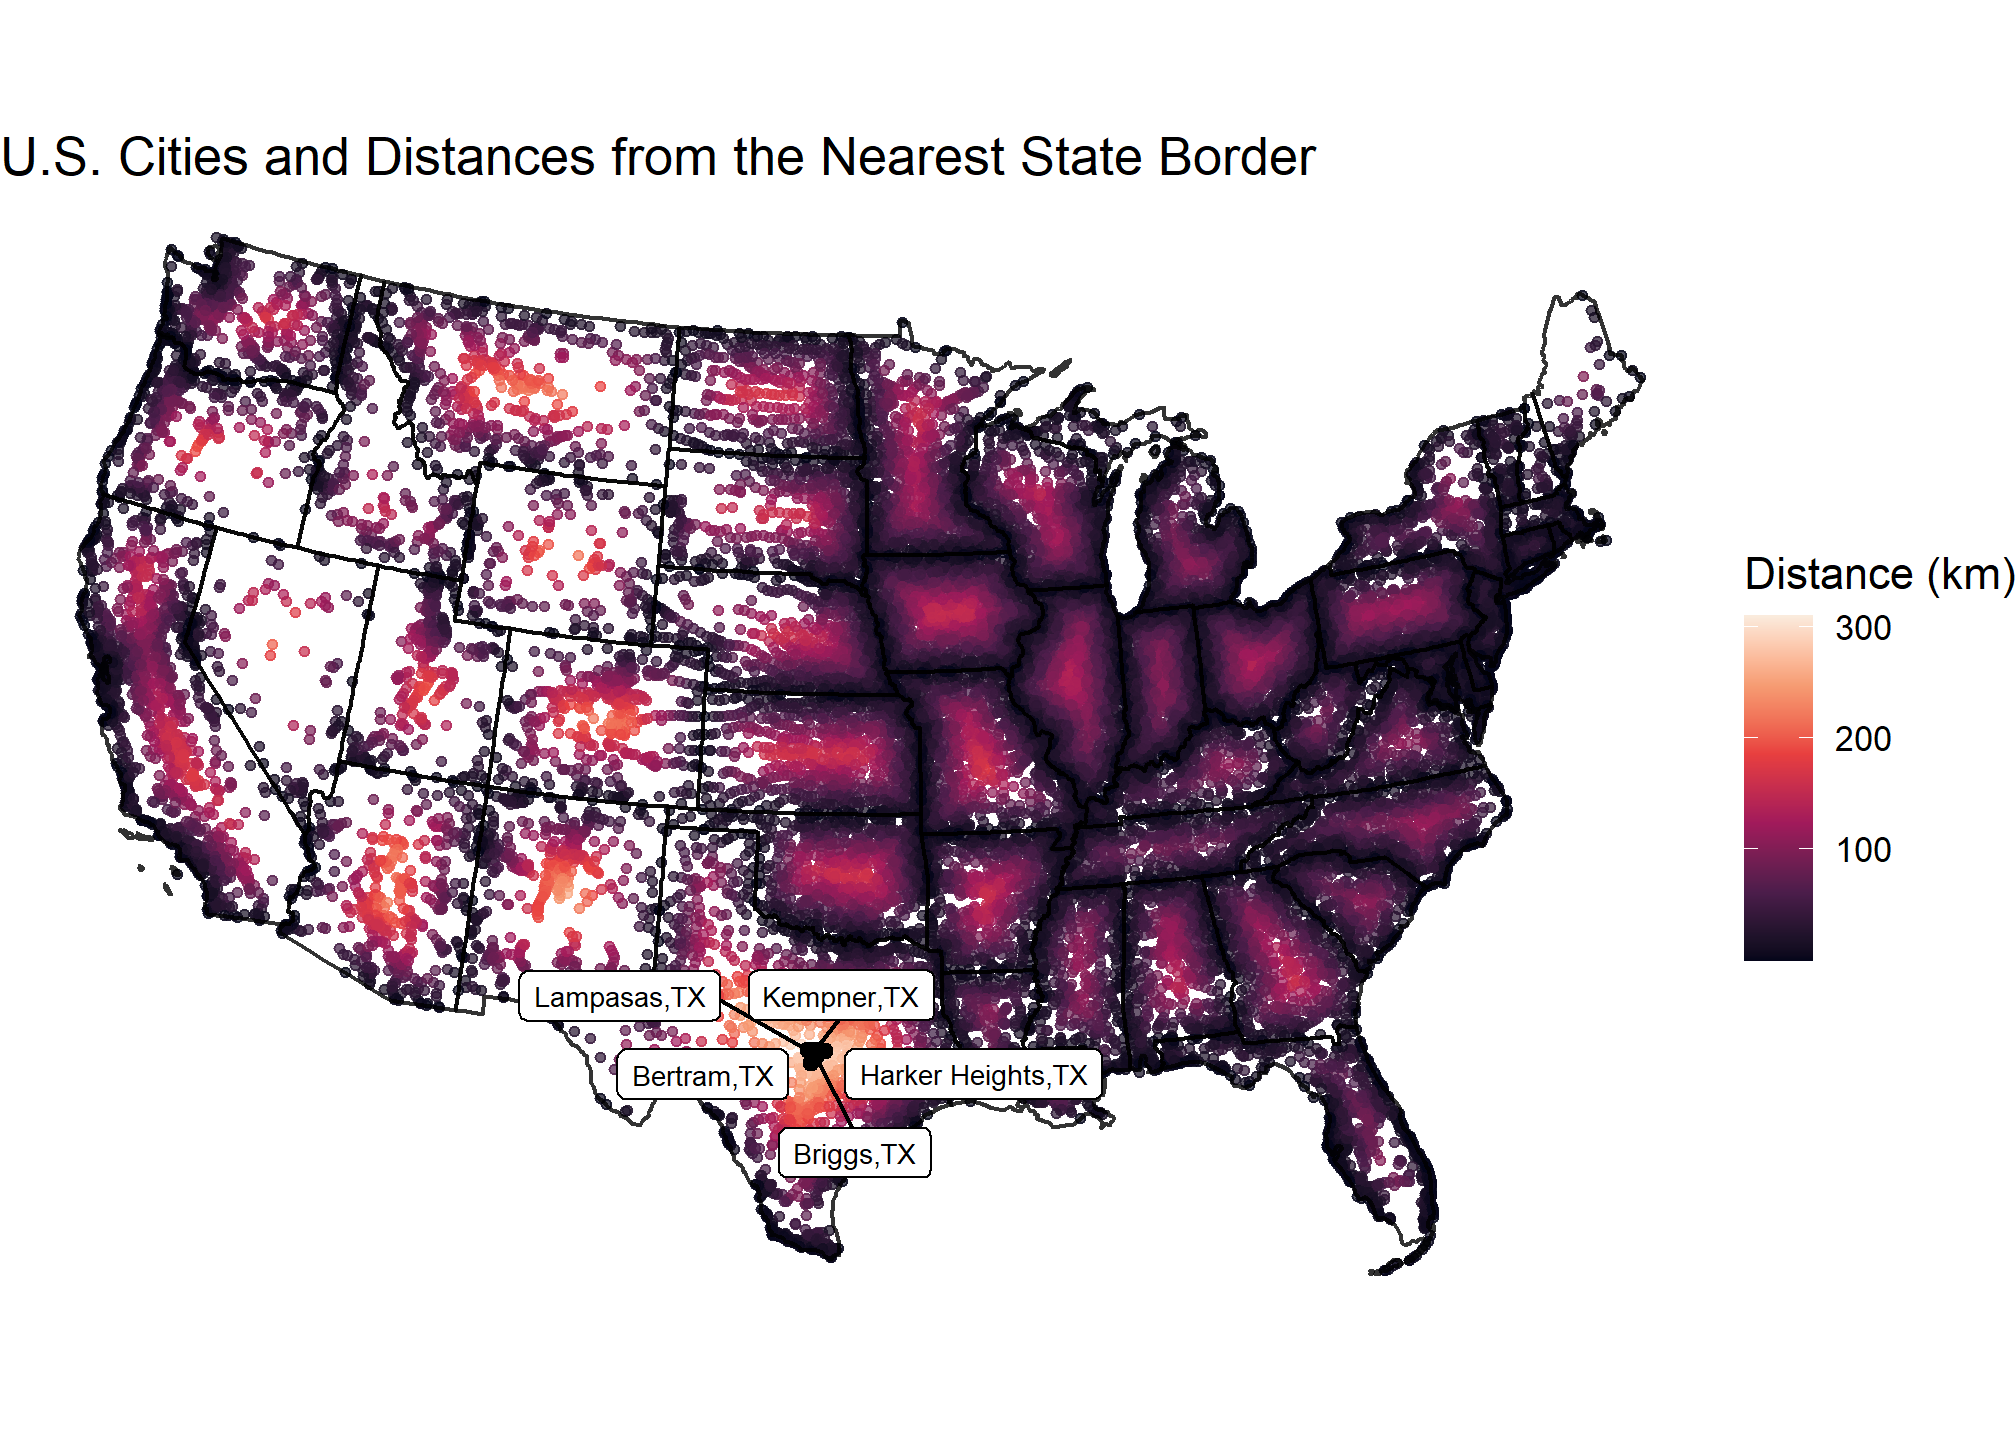 U.S. Cities and Distances from the Nearest State Border
Distance (km)
300
200
100
Lampasas,TX
Kempner,TX
Bertram,TX
Harker Heights,TX
Briggs,TX